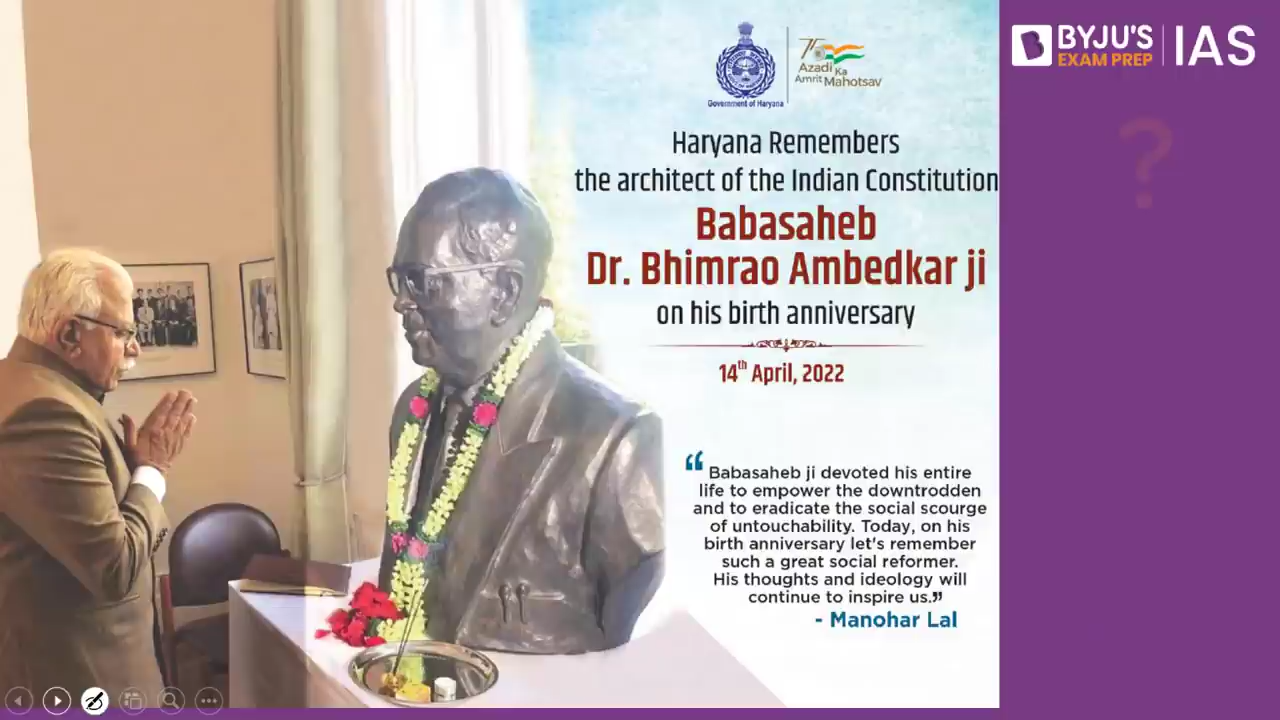 BYJU'S
EXAM PREP
IAS
?
75
Azadi
Ka
Amrit
Mahotsav
Government of Haryana
Haryana Remembers
the architect of the Indian Constitution
Babasaheb
Dr. Bhimrao Ambedkar ji
on his birth anniversary
14th April, 2022
“Babasaheb ji devoted his entire
life to empower the downtrodden
and to eradicate the social scourge
of untouchability. Today, on his
birth anniversary let's remember
such a great social reformer.
His thoughts and ideology will
continue to inspire us.”
- Manohar Lal